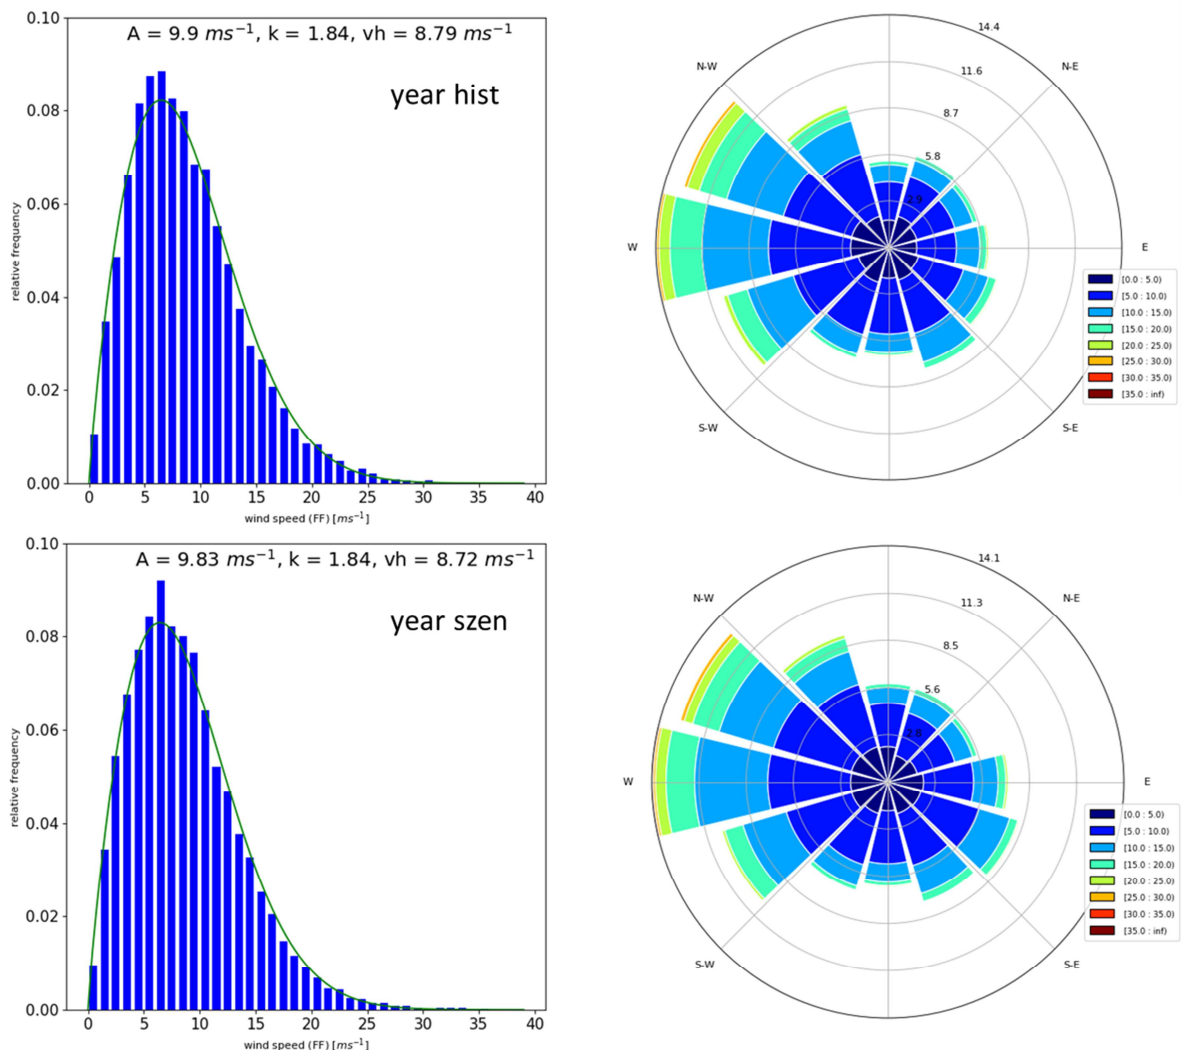 A = 9.9 ms⁻¹, k = 1.84, vh = 8.79 ms⁻¹
year hist
relative frequency
0.10
0.08
0.06
0.04
0.02
0.00
0 5 10 15 20 25 30 35 40
wind speed (FF) [ms⁻¹]
14.4
11.6
8.7
5.8
2.9
N-W
N-E
W
E
S-W
S-E
[0.0 : 5.0)
[5.0 : 10.0)
[10.0 : 15.0)
[15.0 : 20.0)
[20.0 : 25.0)
[25.0 : 30.0)
[30.0 : 35.0)
[35.0 : inf)
A = 9.83 ms⁻¹, k = 1.84, vh = 8.72 ms⁻¹
year szen
relative frequency
0.10
0.08
0.06
0.04
0.02
0.00
0 5 10 15 20 25 30 35 40
wind speed (FF) [ms⁻¹]
14.1
11.3
8.5
5.6
2.8
N-W
N-E
W
E
S-W
S-E
[0.0 : 5.0)
[5.0 : 10.0)
[10.0 : 15.0)
[15.0 : 20.0)
[20.0 : 25.0)
[25.0 : 30.0)
[30.0 : 35.0)
[35.0 : inf)